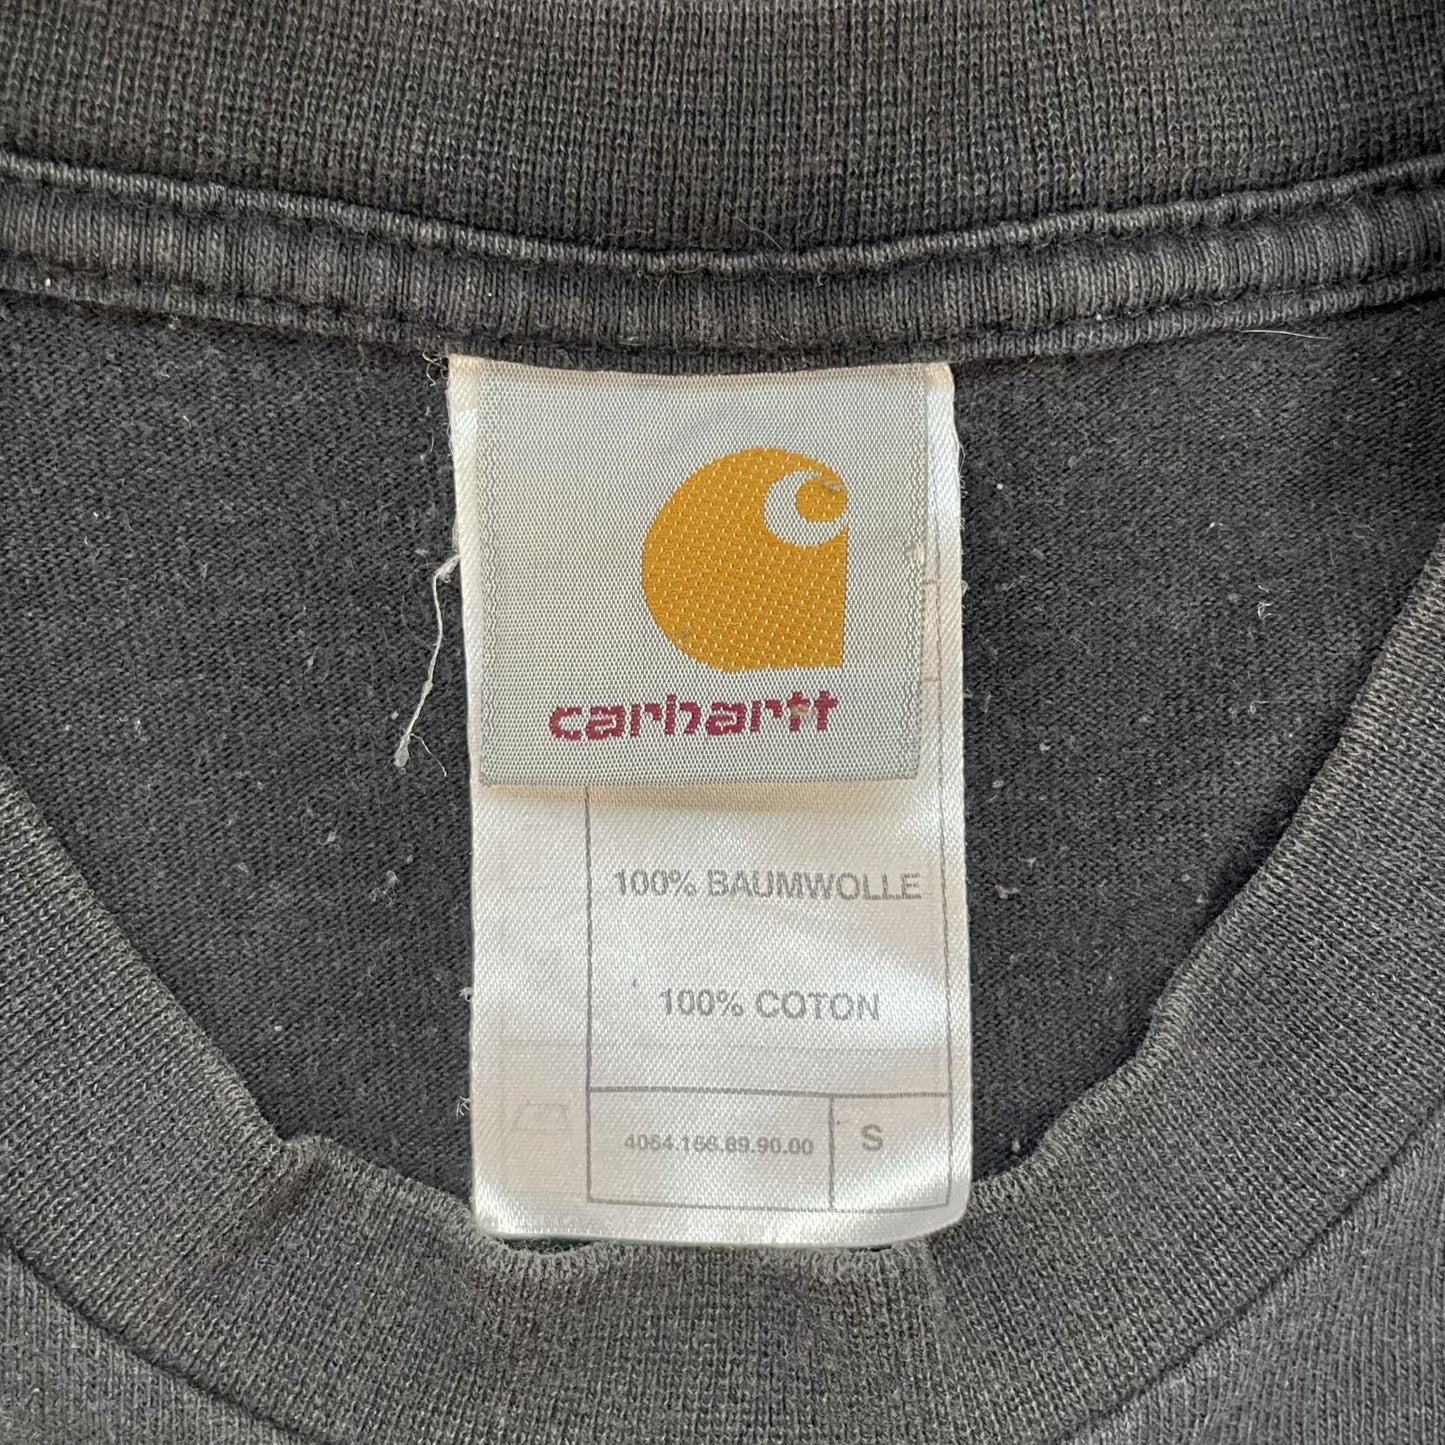 carhartt
100% BAUMWOLLE
100% COTON
4064.166.89.90.00
S